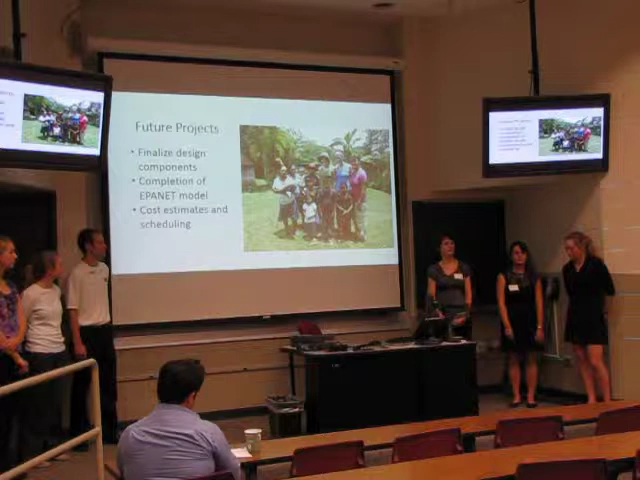 Future Projects
• Finalize design
components
• Completion of
EPANET model
• Cost estimates and
scheduling